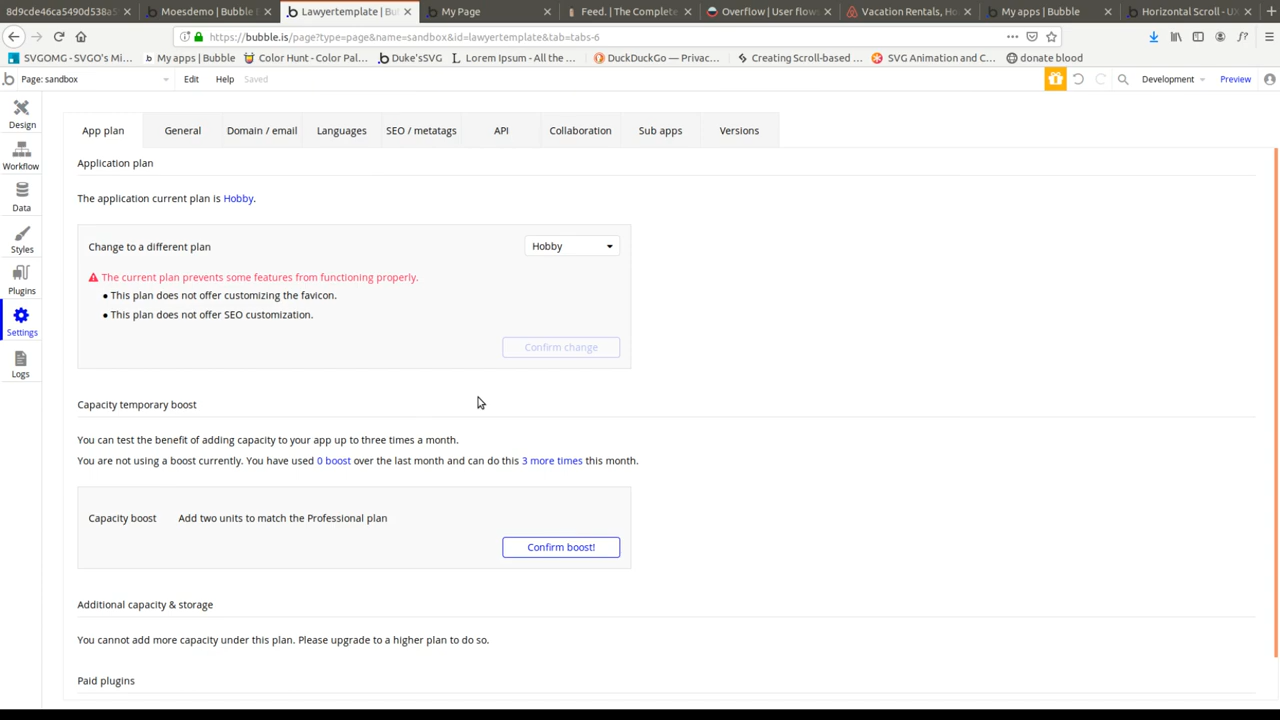 8d9cde46ca5490d538a5
Moesdemo | Bubble
Lawyertemplate | Bu
My Page
Feed. | The Complete
Overflow | User flows
Vacation Rentals, Ho
My apps | Bubble
Horizontal Scroll - UX
https://bubble.is/page?type=page&name=sandbox&id=lawyertemplate&tab=tabs-6
SVGOMG - SVGO's Mi...
My apps | Bubble
Color Hunt - Color Pal...
Duke'sSVG
Lorem Ipsum - All the ...
DuckDuckGo — Privac...
Creating Scroll-based ...
SVG Animation and C...
donate blood
Page: sandbox
Edit
Help
Saved
Development
Preview
Design
Workflow
Data
Styles
Plugins
Settings
Logs
App plan
General
Domain / email
Languages
SEO / metatags
API
Collaboration
Sub apps
Versions
Application plan
The application current plan is Hobby.
Change to a different plan
Hobby
The current plan prevents some features from functioning properly.
• This plan does not offer customizing the favicon.
• This plan does not offer SEO customization.
Confirm change
Capacity temporary boost
You can test the benefit of adding capacity to your app up to three times a month.
You are not using a boost currently. You have used 0 boost over the last month and can do this 3 more times this month.
Capacity boost
Add two units to match the Professional plan
Confirm boost!
Additional capacity & storage
You cannot add more capacity under this plan. Please upgrade to a higher plan to do so.
Paid plugins